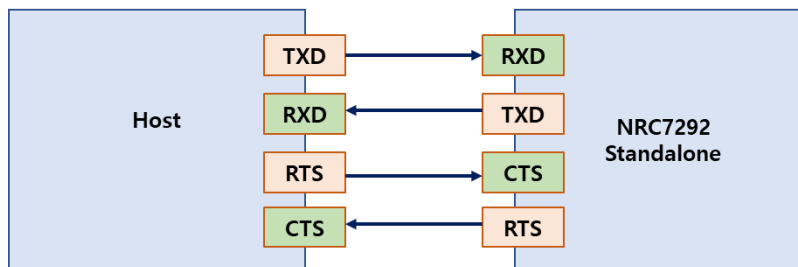 TXD
RXD
Host
RXD
TXD
NRC7292
Standalone
RTS
CTS
CTS
RTS